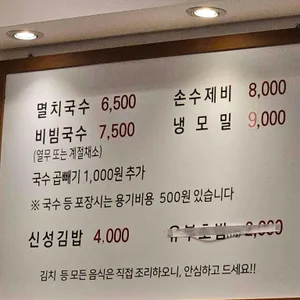 멸치국수 6,500
손수제비 8,000
비빔국수 7,500
냉모밀 9,000
(열무 또는 계절채소)
국수 곱빼기 1,000원 추가
※ 국수 등 포장시는 용기비용 500원 있습니다
신성김밥 4,000
김치 등 모든 음식은 직접 조리하오니, 안심하고 드세요!!